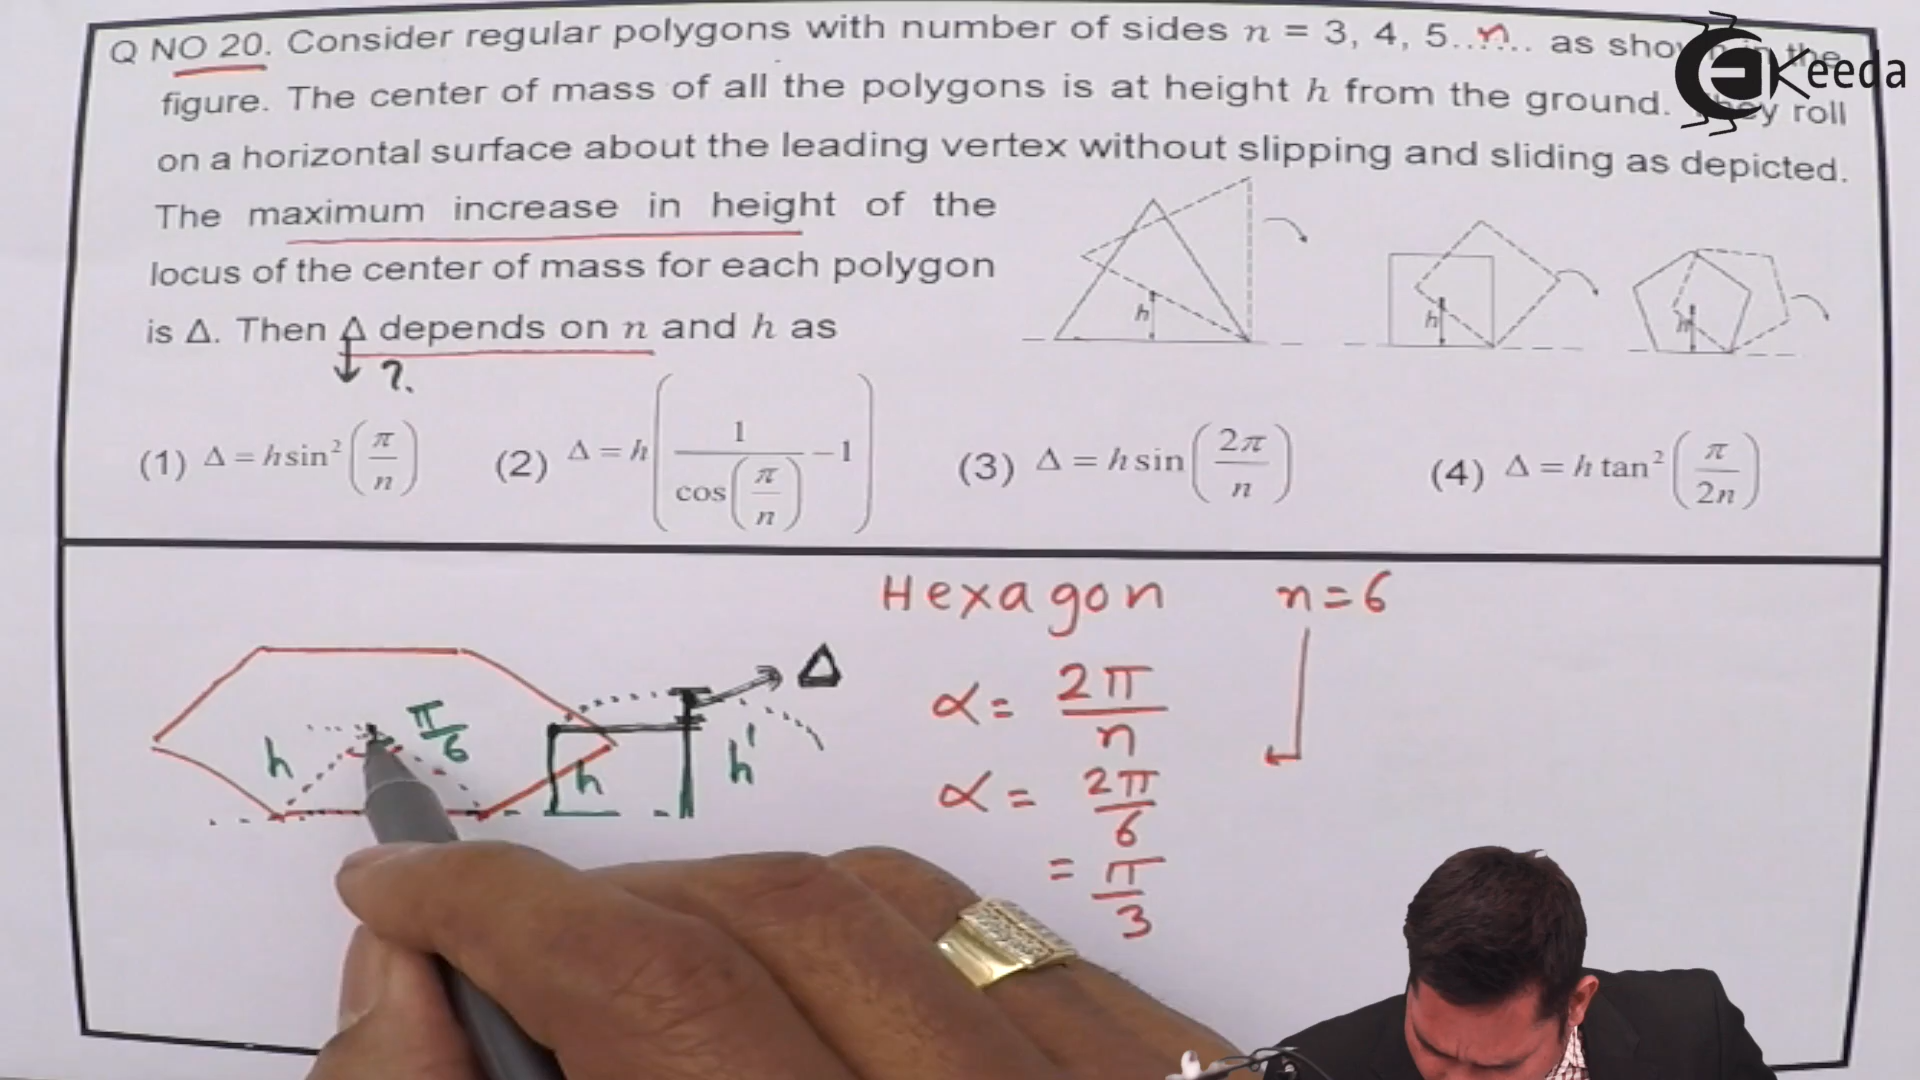 Q NO 20. Consider regular polygons with number of sides n = 3, 4, 5...n... as sho in the
Keeda
figure. The center of mass of all the polygons is at height h from the ground. They roll
on a horizontal surface about the leading vertex without slipping and sliding as depicted.
The maximum increase in height of the
locus of the center of mass for each polygon
is Δ. Then Δ depends on n and h as
?.
h
h
h
(1) Δ = h sin² (π/n) (2) Δ = h (1/cos(π/n) − 1) (3) Δ = h sin (2π/n) (4) Δ = h tan² (π/2n)
Hexagon n=6
Δ
h π/6 h h'
α = 2π/n
α = 2π/6
= π/3